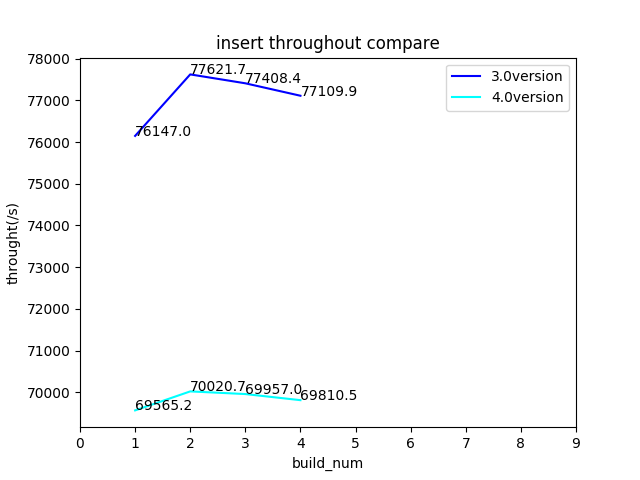 insert throughout compare
throught(/s)
78000
77000
76000
75000
74000
73000
72000
71000
70000
76147.0
77621.7
77408.4
77109.9
69565.2
70020.7
69957.0
69810.5
3.0version
4.0version
0 1 2 3 4 5 6 7 8 9
build_num